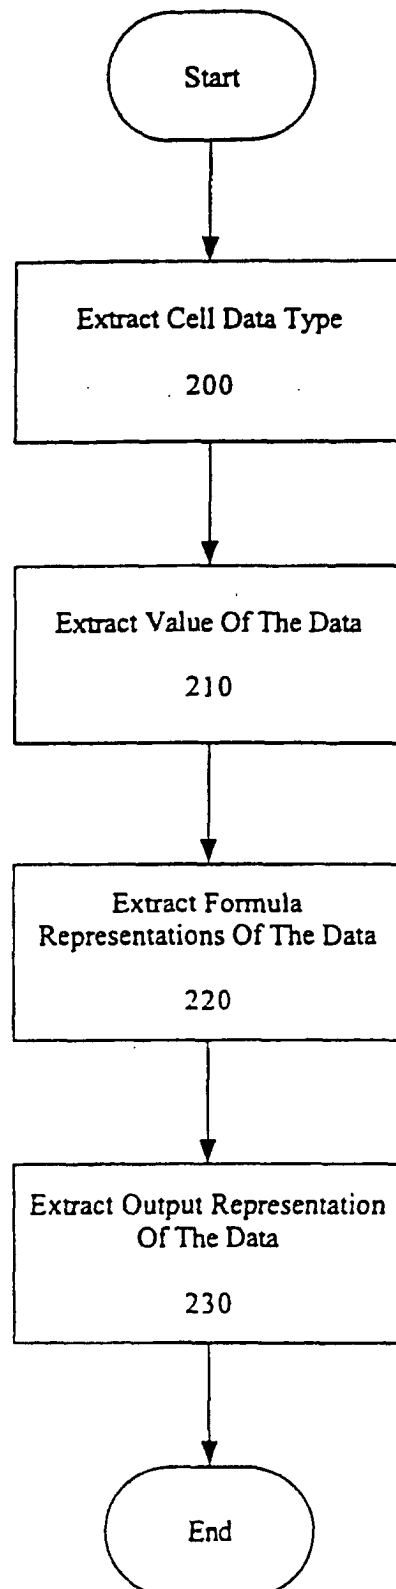 Start
Extract Cell Data Type
200
Extract Value Of The Data
210
Extract Formula
Representations Of The Data
220
Extract Output Representation
Of The Data
230
End